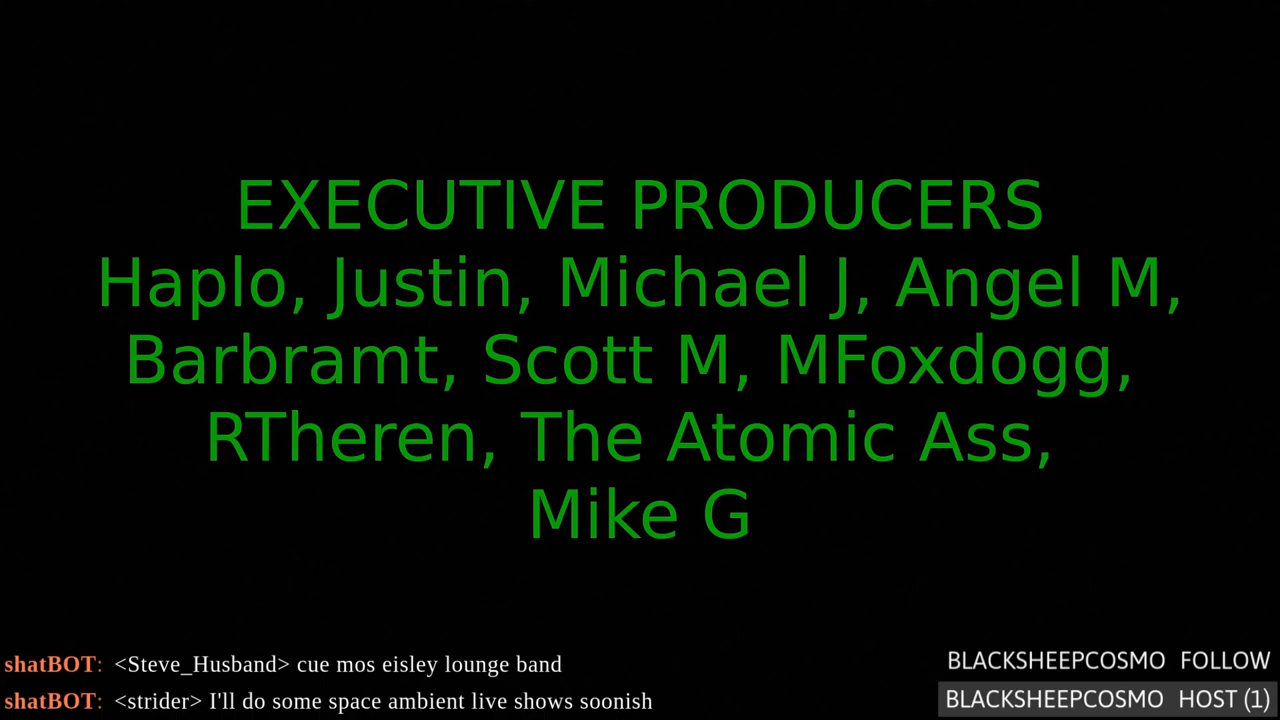 EXECUTIVE PRODUCERS
Haplo, Justin, Michael J, Angel M,
Barbramt, Scott M, MFoxdogg,
RTheren, The Atomic Ass,
Mike G
shatBOT: <Steve_Husband> cue mos eisley lounge band
shatBOT: <strider> I'll do some space ambient live shows soonish
BLACKSHEEPCOSMO FOLLOW
BLACKSHEEPCOSMO HOST (1)